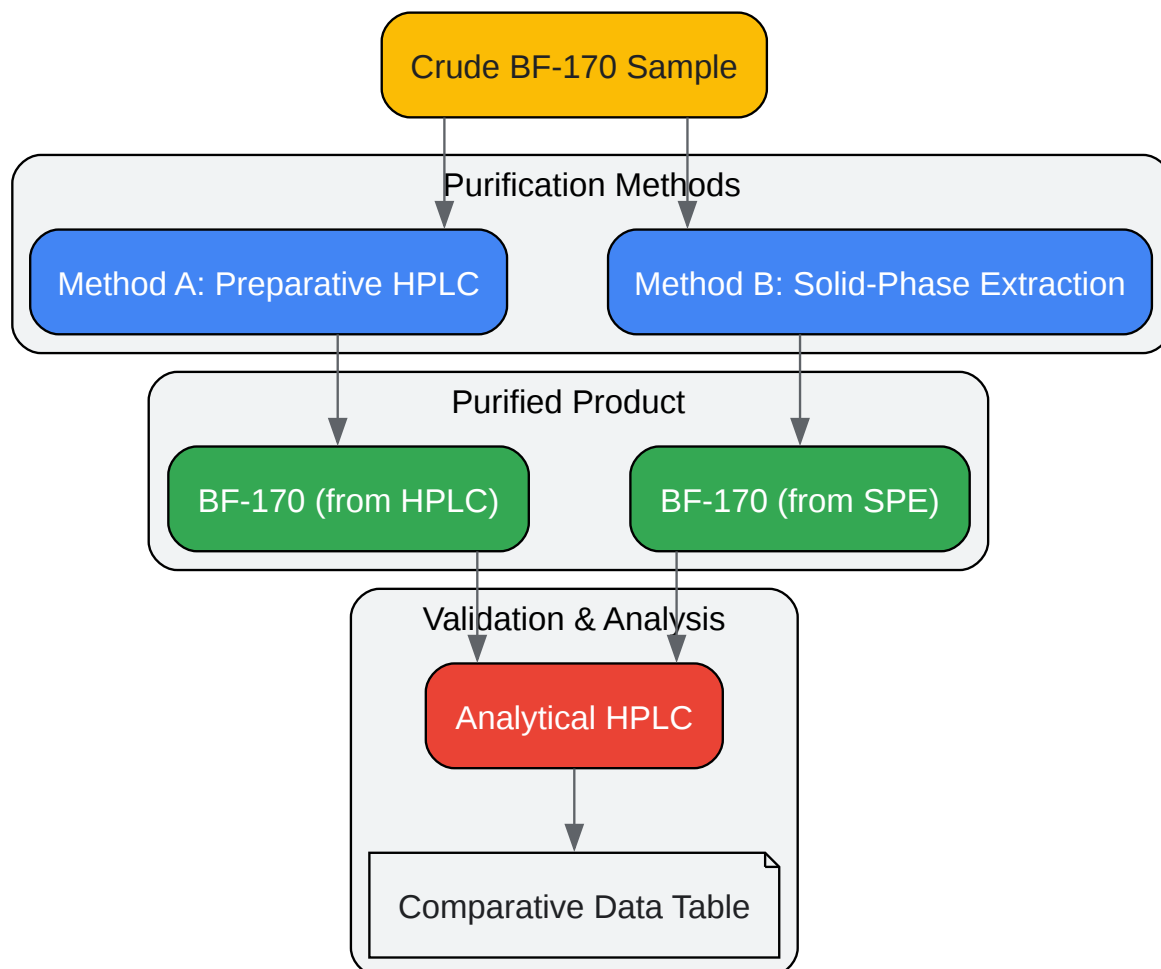 Crude BF-170 Sample
Purification Methods
Method A: Preparative HPLC
Method B: Solid-Phase Extraction
Purified Product
BF-170 (from HPLC)
BF-170 (from SPE)
Validation & Analysis
Analytical HPLC
Comparative Data Table